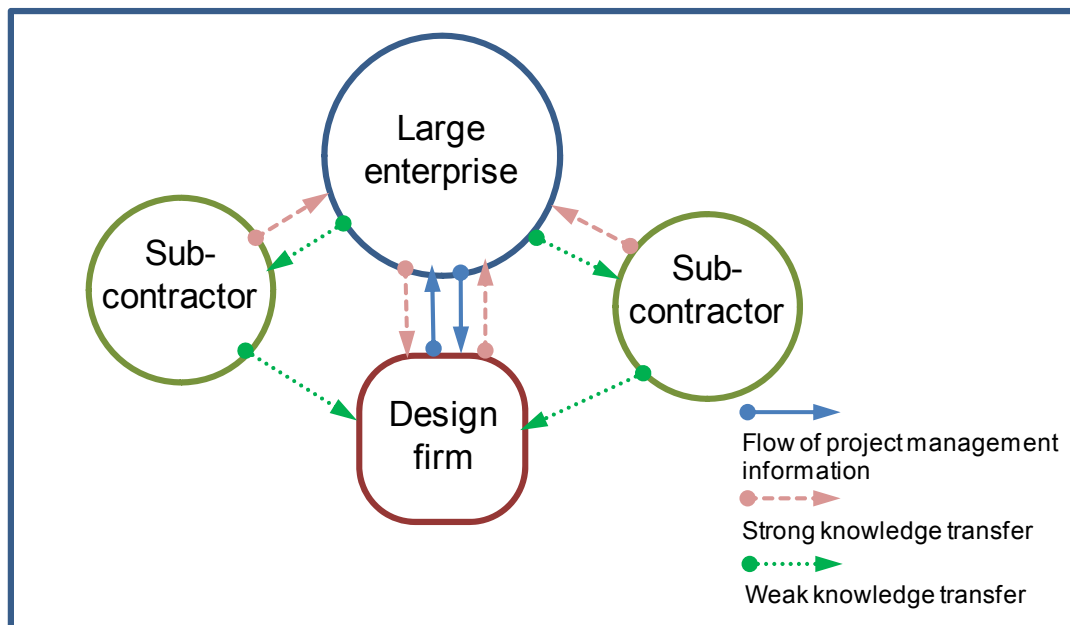 Large
enterprise
Sub-
contractor
Sub-
contractor
Design
firm
Flow of project management
information
Strong knowledge transfer
Weak knowledge transfer